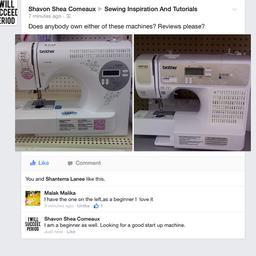 WILL
SUCCEED
PERIOD
Shavon Shea Comeaux ▶ Sewing Inspiration And Tutorials
7 minutes ago
Does anybody own either of these machines? Reviews please?
brother
brother
Like
Comment
You and Shanterra Lanee like this.
Malak Malika
I have the one on the left,as a beginner I love it
3 minutes ago · Unlike · 1
I WILL
SUCCEED
PERIOD
Shavon Shea Comeaux
I am a beginner as well. Looking for a good start up machine.
Just now · Like